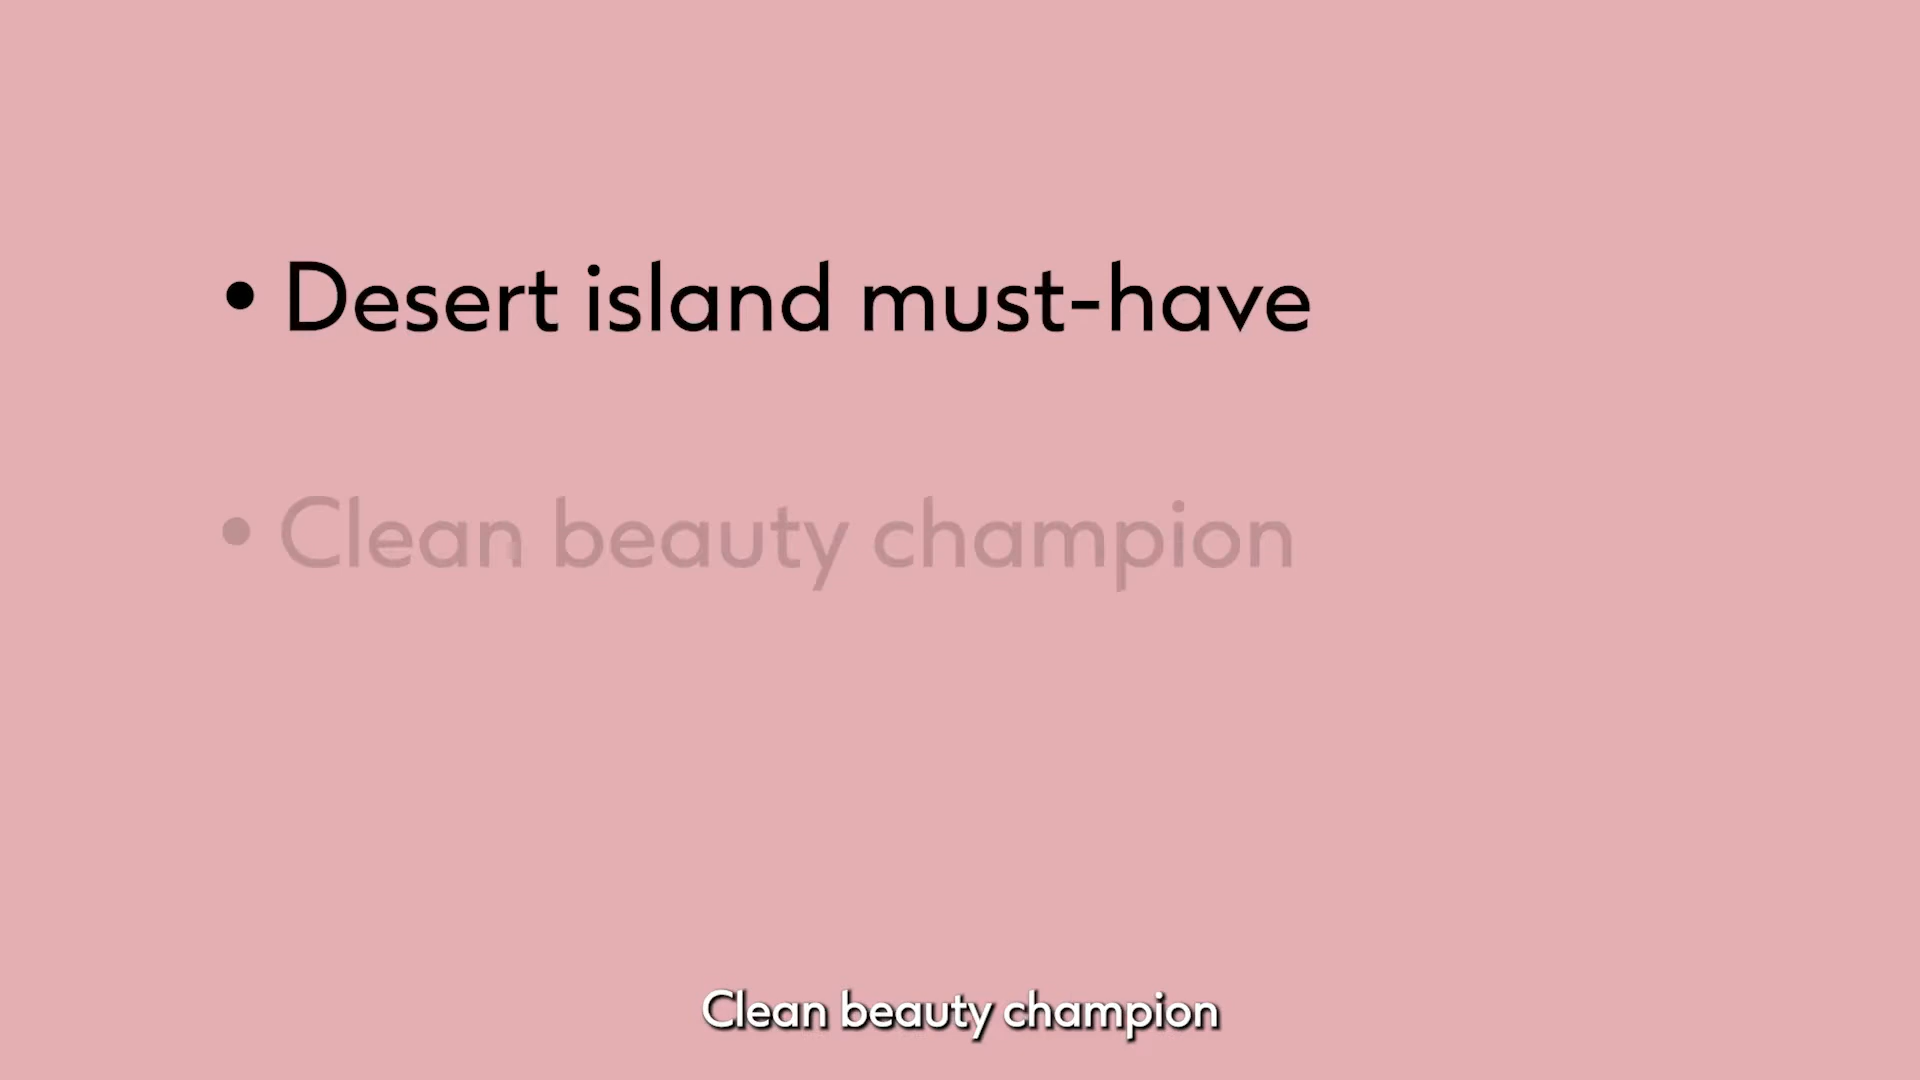 • Desert island must-have
• Clean beauty champion
Clean beauty champion